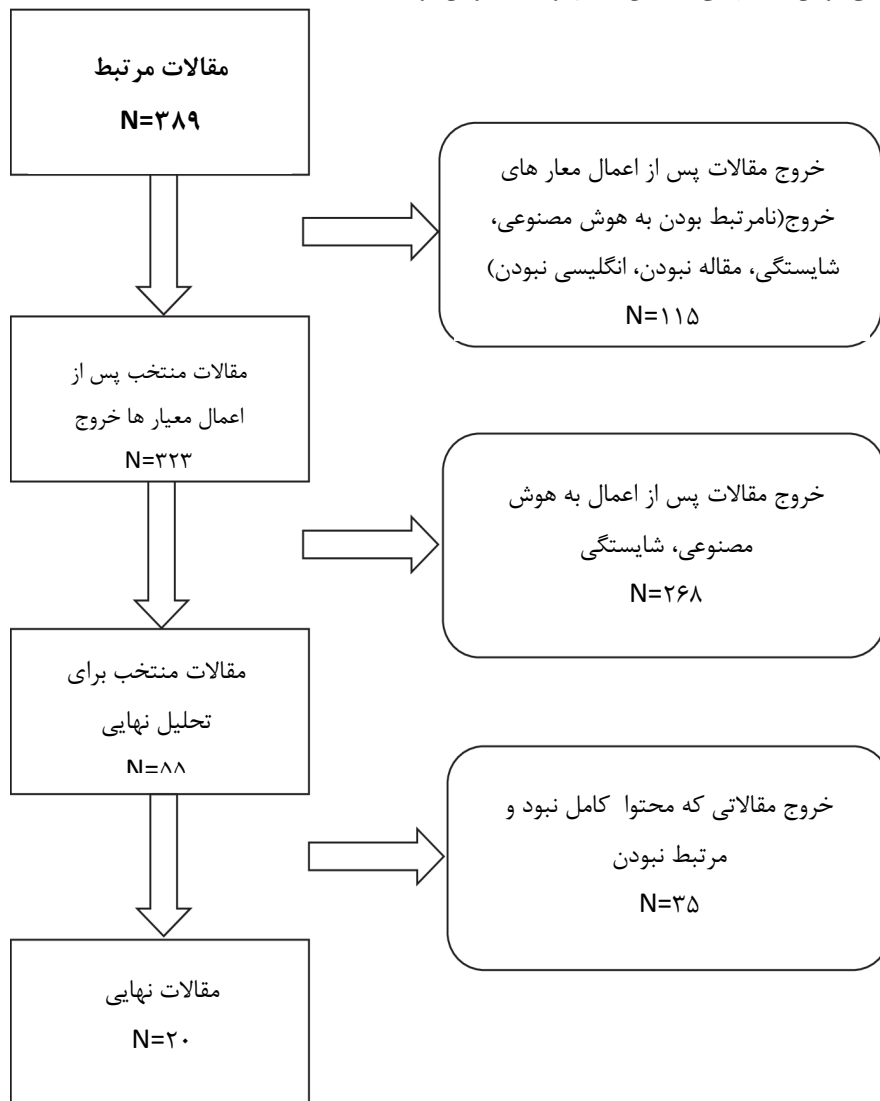 مقالات مرتبط
N=۳۸۹
خروج مقالات پس از اعمال معار های
خروج(نامرتبط بودن به هوش مصنوعی،
شایستگی، مقاله نبودن، انگلیسی نبودن)
N=۱۱۵
مقالات منتخب پس از
اعمال معیار ها خروج
N=۳۲۳
خروج مقالات پس از اعمال به هوش
مصنوعی، شایستگی
N=۲۶۸
مقالات منتخب برای
تحلیل نهایی
N=۸۸
خروج مقالاتی که محتوا کامل نبود و
مرتبط نبودن
N=۳۵
مقالات نهایی
N=۲۰